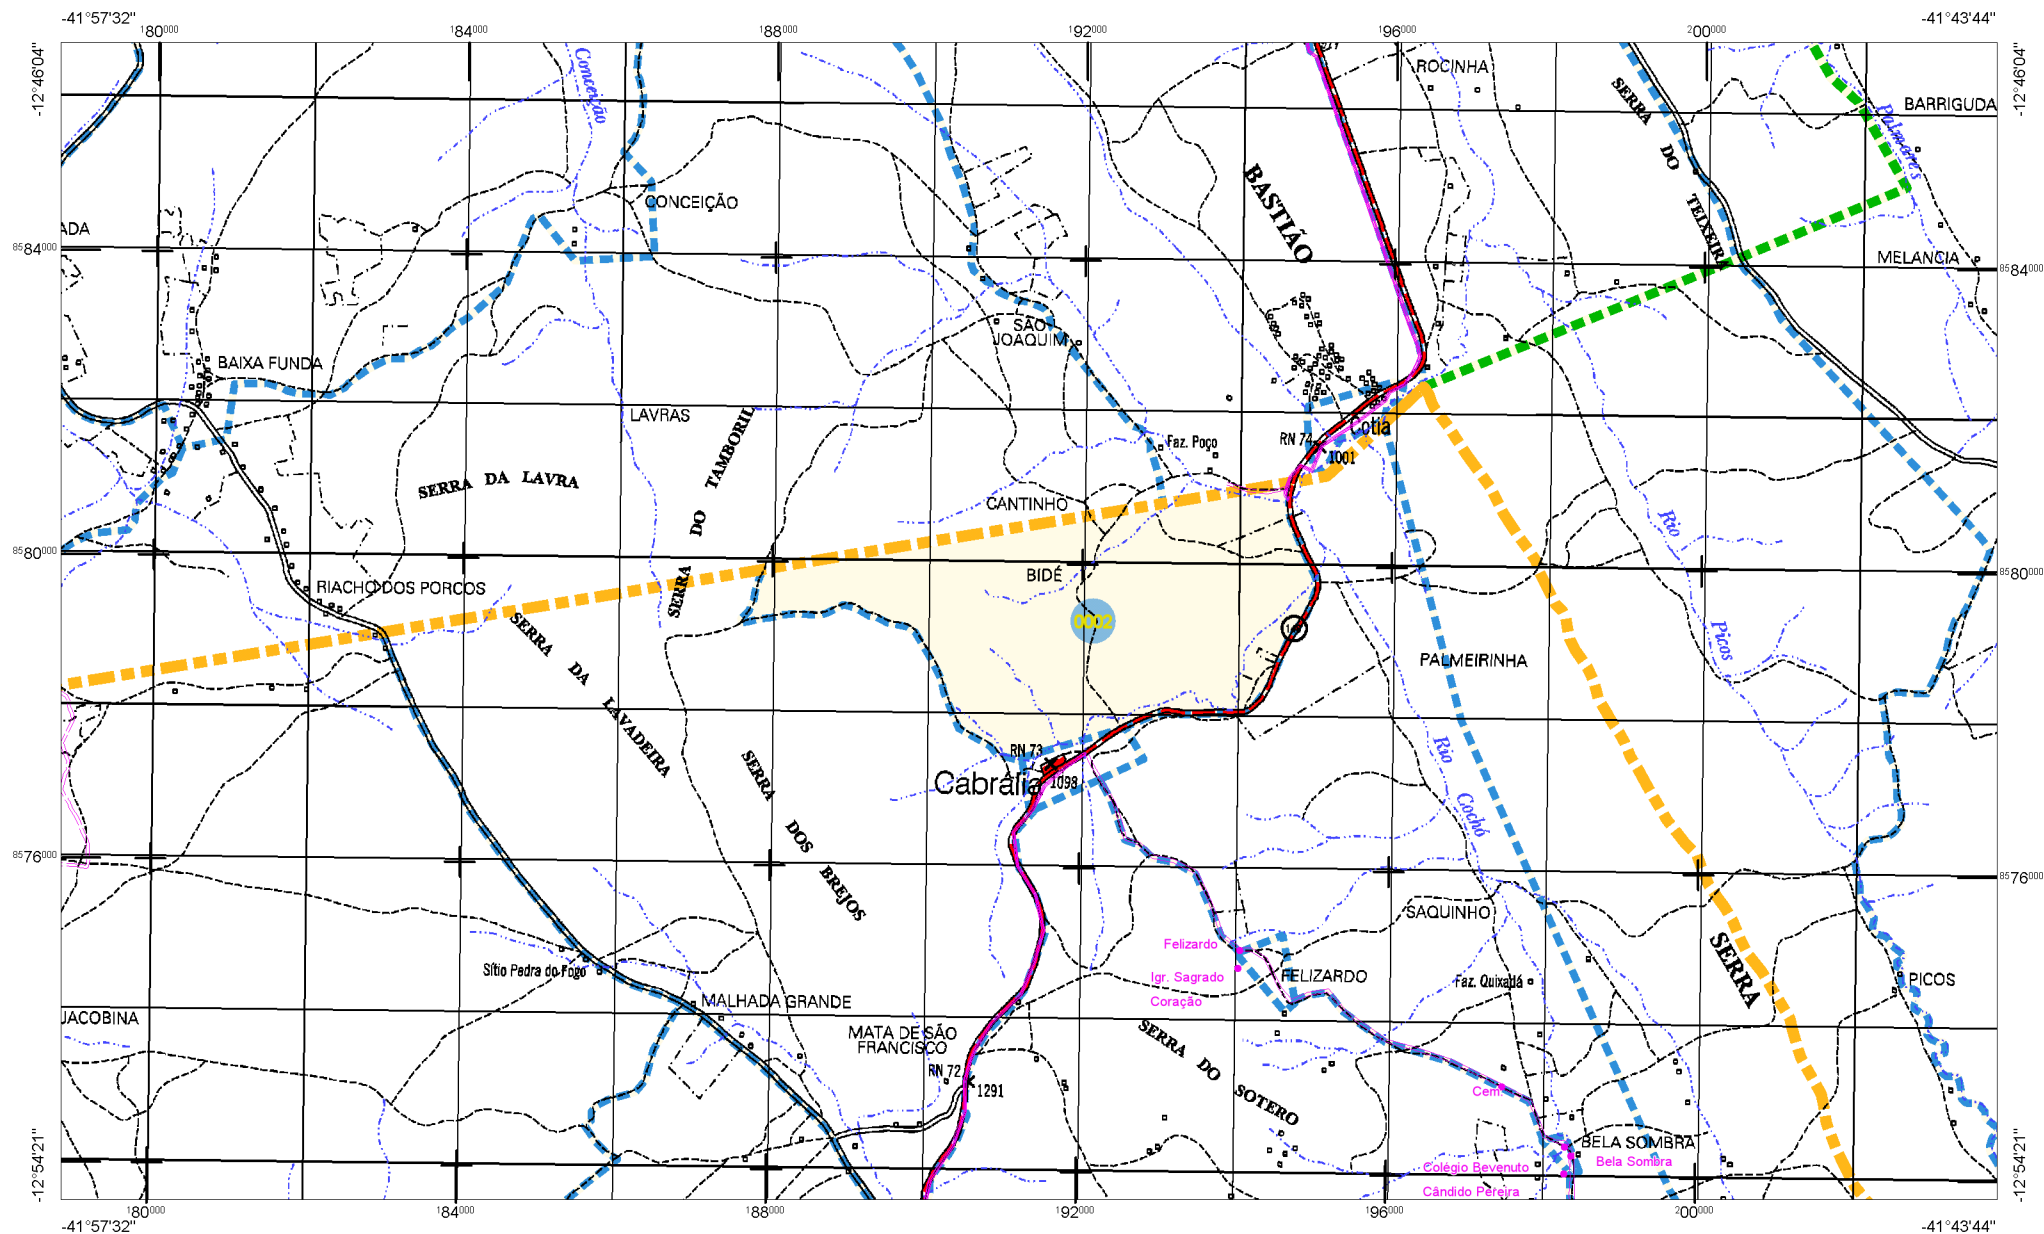 -41°57'32"
-41°43'44"
180000
184000
188000
192000
196000
200000
-12°46'04"
-12°46'04"
Conceição
ROCINHA
SERRA
DO
TEIXEIRA
BARRIGUDA
Palmares
BASTIÃO
CONCEIÇÃO
ADA
8584000
8584000
MELANCIA
SÃO
JOAQUIM
BAIXA FUNDA
LAVRAS
SERRA DO TAMBORIL
Cotia
Faz. Poço
RN 74
1001
SERRA DA LAVRA
CANTINHO
Rio
8580000
8580000
BIDÉ
RIACHO DOS PORCOS
0002
SERRA DA LAVADEIRA
Picos
PALMEIRINHA
RN 73
Cabrália
1098
Rio
Cochó
SERRA DOS BREJOS
8576000
8576000
SAQUINHO
Felizardo
SERRA
Sítio Pedra do Fogo
Igr. Sagrado
Coração
FELIZARDO
Faz. Quixadá
PICOS
MALHADA GRANDE
JACOBINA
MATA DE SÃO
FRANCISCO
SERRA DO SOTERO
RN 72
1291
Cem.
BELA SOMBRA
Bela Sombra
Colégio Bevenuto
Cândido Pereira
-12°54'21"
-12°54'21"
180000
184000
188000
192000
196000
200000
-41°57'32"
-41°43'44"